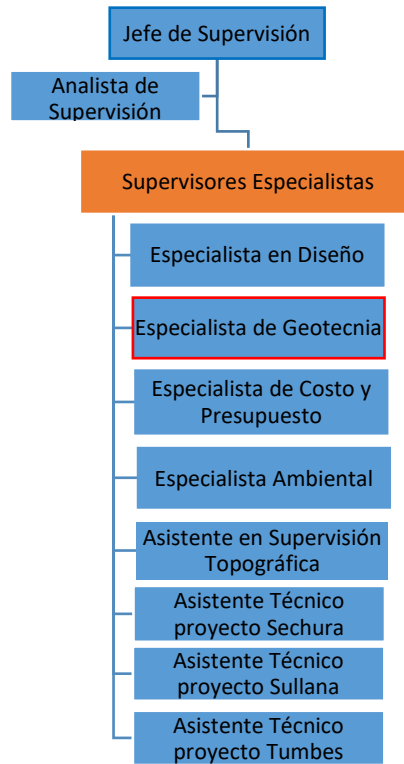 Jefe de Supervisión
Analista de
Supervisión
Supervisores Especialistas
Especialista en Diseño
Especialista de Geotecnia
Especialista de Costo y
Presupuesto
Especialista Ambiental
Asistente en Supervisión
Topográfica
Asistente Técnico
proyecto Sechura
Asistente Técnico
proyecto Sullana
Asistente Técnico
proyecto Tumbes